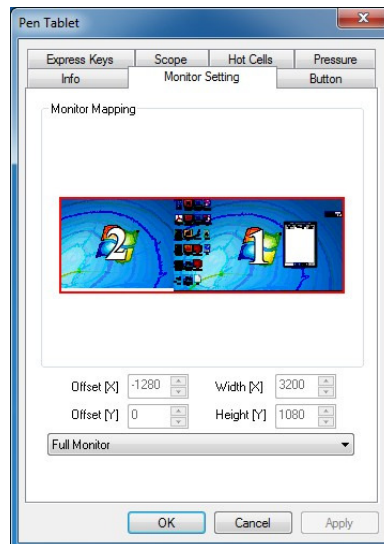 Pen Tablet
Express Keys Scope Hot Cells Pressure
Info Monitor Setting Button
Monitor Mapping
2 1
Offset [X] -1280 Width [X] 3200
Offset [Y] 0 Height [Y] 1080
Full Monitor
OK Cancel Apply